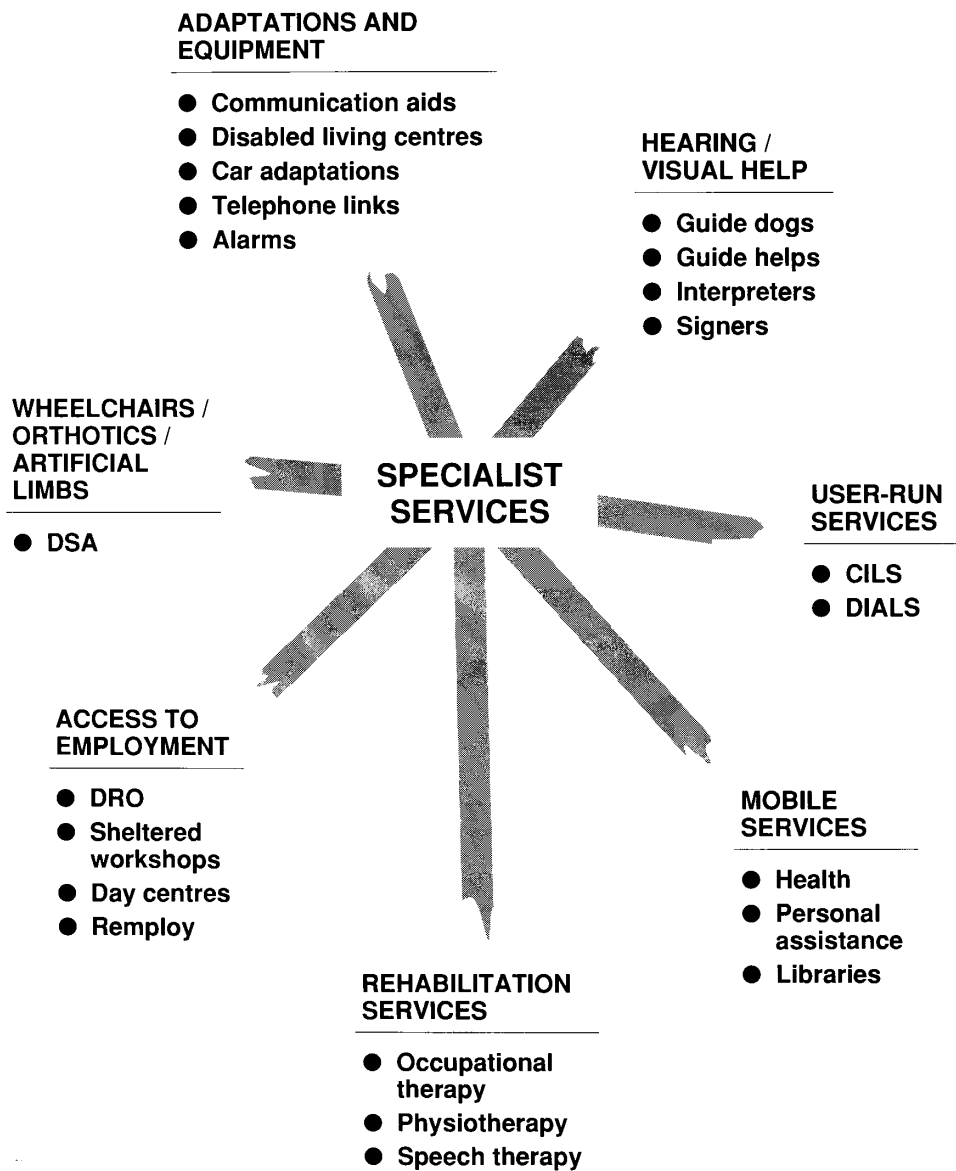 ADAPTATIONS AND
EQUIPMENT
● Communication aids
● Disabled living centres
● Car adaptations
● Telephone links
● Alarms
HEARING /
VISUAL HELP
● Guide dogs
● Guide helps
● Interpreters
● Signers
WHEELCHAIRS /
ORTHOTICS /
ARTIFICIAL
LIMBS
● DSA
SPECIALIST
SERVICES
USER-RUN
SERVICES
● CILS
● DIALS
ACCESS TO
EMPLOYMENT
● DRO
● Sheltered
workshops
● Day centres
● Remploy
MOBILE
SERVICES
● Health
● Personal
assistance
● Libraries
REHABILITATION
SERVICES
● Occupational
therapy
● Physiotherapy
● Speech therapy